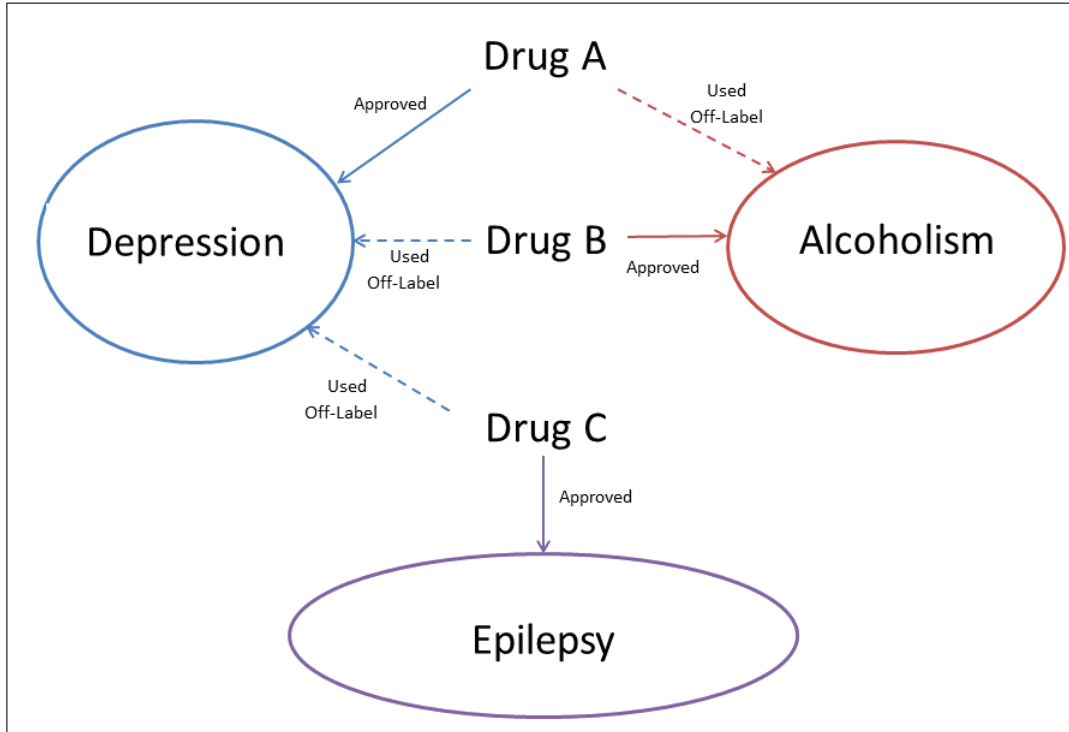 Drug A
Approved
Used
Off-Label
Depression
Used
Off-Label
Drug B
Approved
Alcoholism
Used
Off-Label
Drug C
Approved
Epilepsy